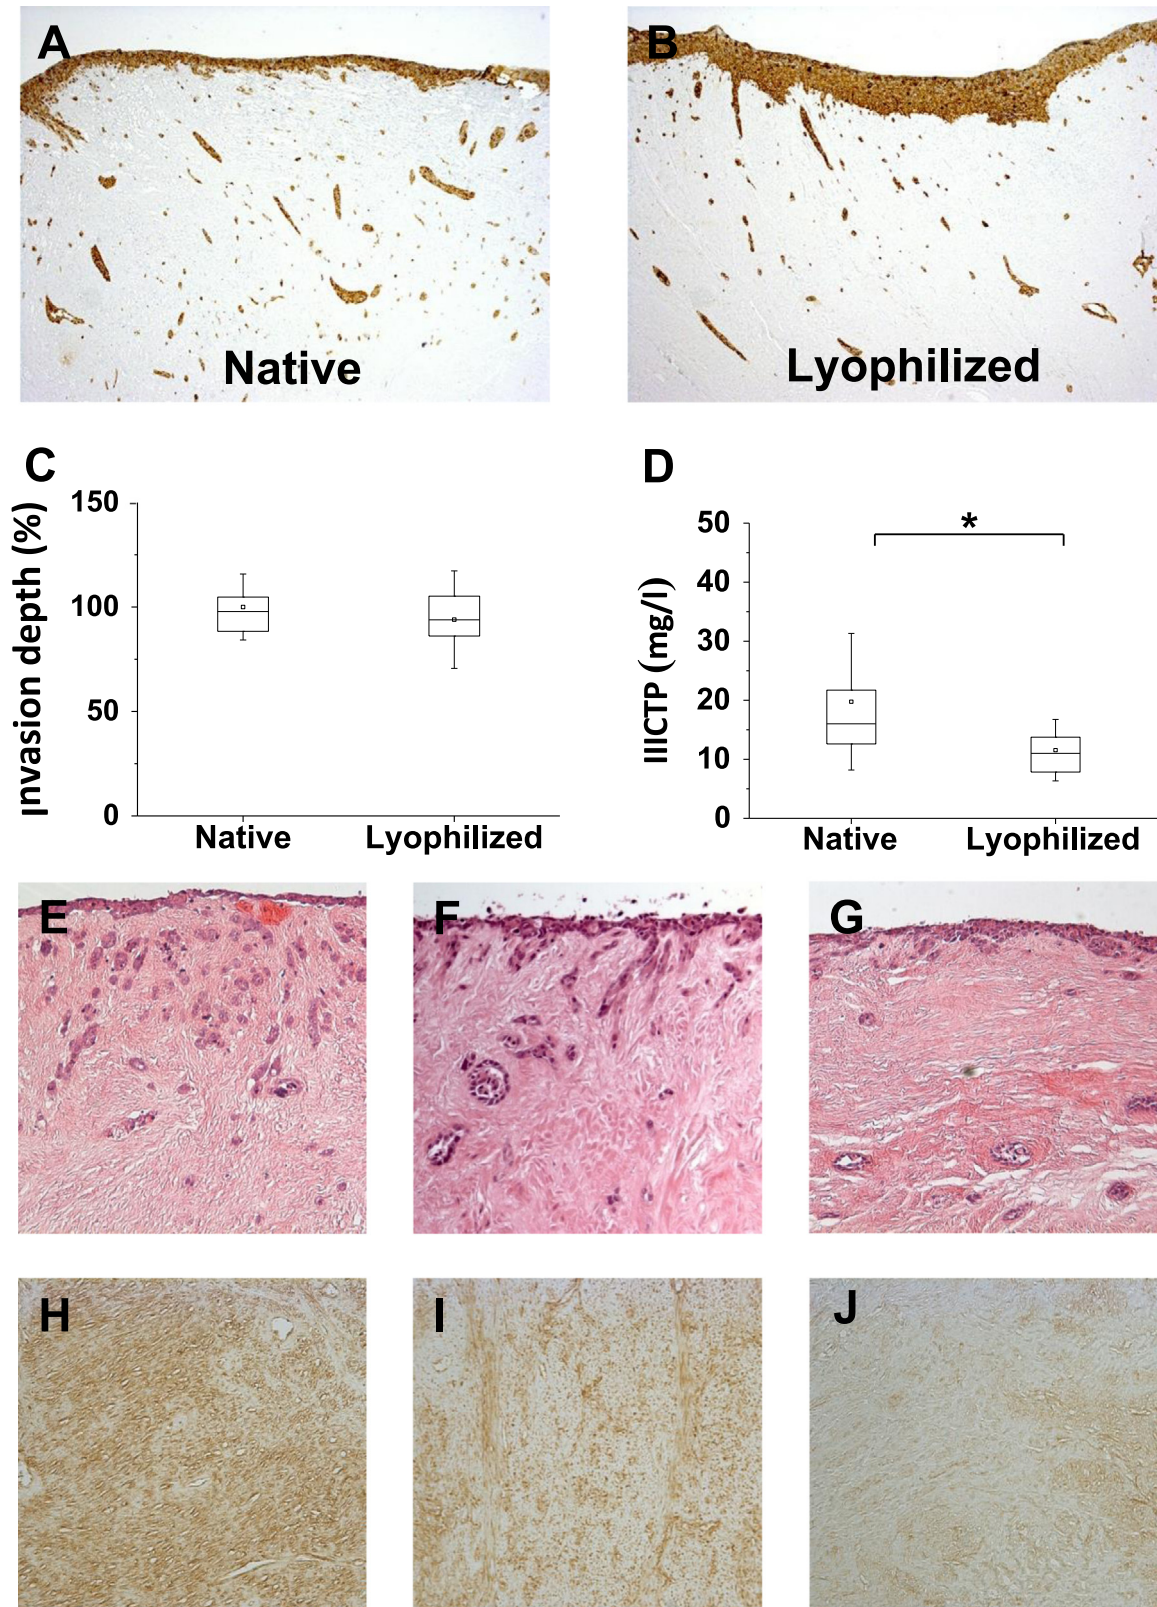 A
B
Native
Lyophilized
C
D
Invasion depth (%)
150
100
50
0
Native
Lyophilized
IIICTP (mg/l)
50
40
30
20
10
0
*
Native
Lyophilized
E
F
G
H
I
J